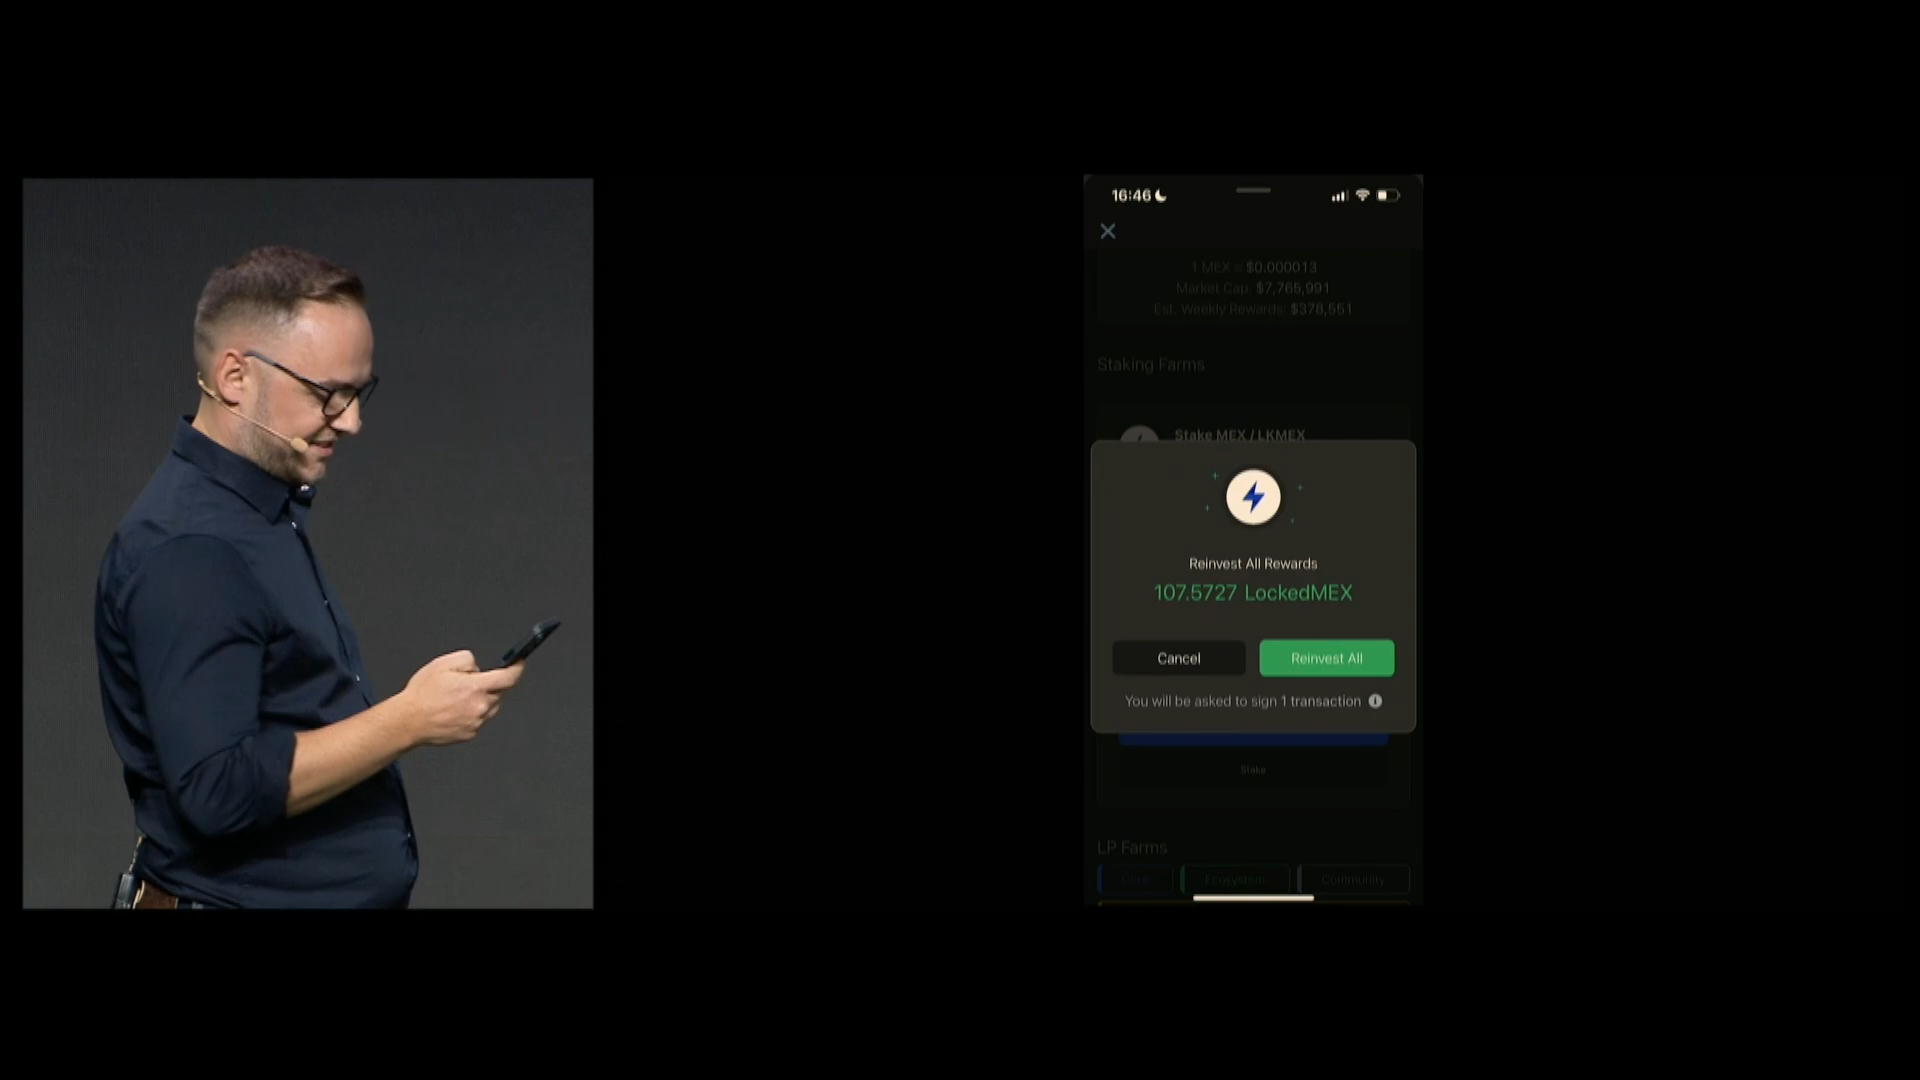 16:46
1 MEX = $0.000013
Market Cap: $7,765,991
Est. Weekly Rewards: $378,551
Staking Farms
Stake MEX / LKMEX
Reinvest All Rewards
107.5727 LockedMEX
Cancel
Reinvest All
You will be asked to sign 1 transaction
Stake
LP Farms
Core
Ecosystem
Community